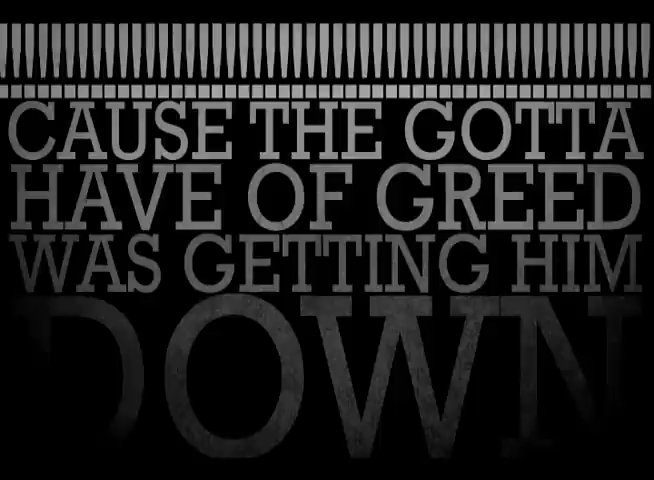 CAUSE THE GOTTA
HAVE OF GREED
WAS GETTING HIM
DOWN